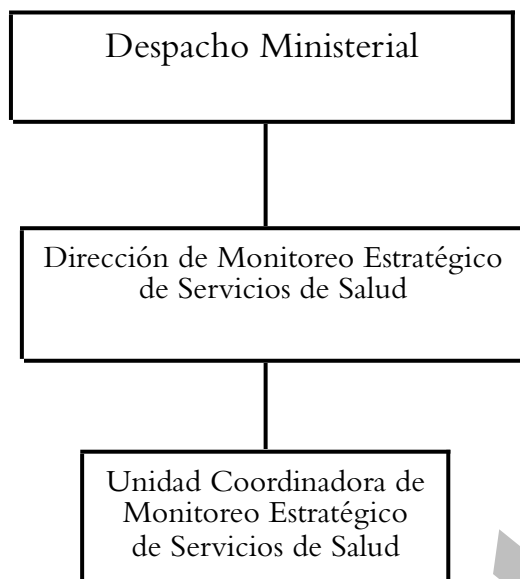 Despacho Ministerial
Dirección de Monitoreo Estratégico
de Servicios de Salud
Unidad Coordinadora de
Monitoreo Estratégico
de Servicios de Salud